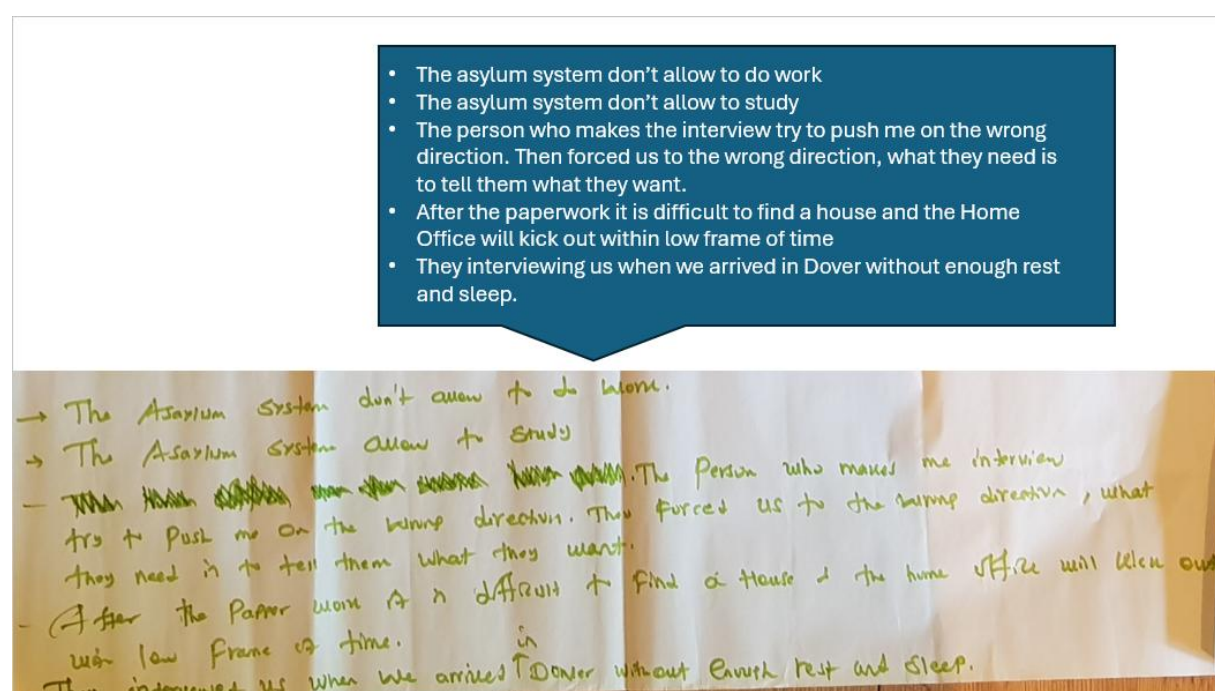 • The asylum system don't allow to do work
• The asylum system don't allow to study
• The person who makes the interview try to push me on the wrong
direction. Then forced us to the wrong direction, what they need is
to tell them what they want.
• After the paperwork it is difficult to find a house and the Home
Office will kick out within low frame of time
• They interviewing us when we arrived in Dover without enough rest
and sleep.
→ The Asaylum system don't allow to do work.
→ The Asaylum system allow to study
- .The Person who makes me interview
try to Push me on the wrong direction. They forced us to the wrong direction, what
they need is to tell them what they want.
- After the Paper work it is difficult to find a House & the home office will kick out
low frame of time.
in
us when we arrived ↑ Dover without enough rest and sleep.